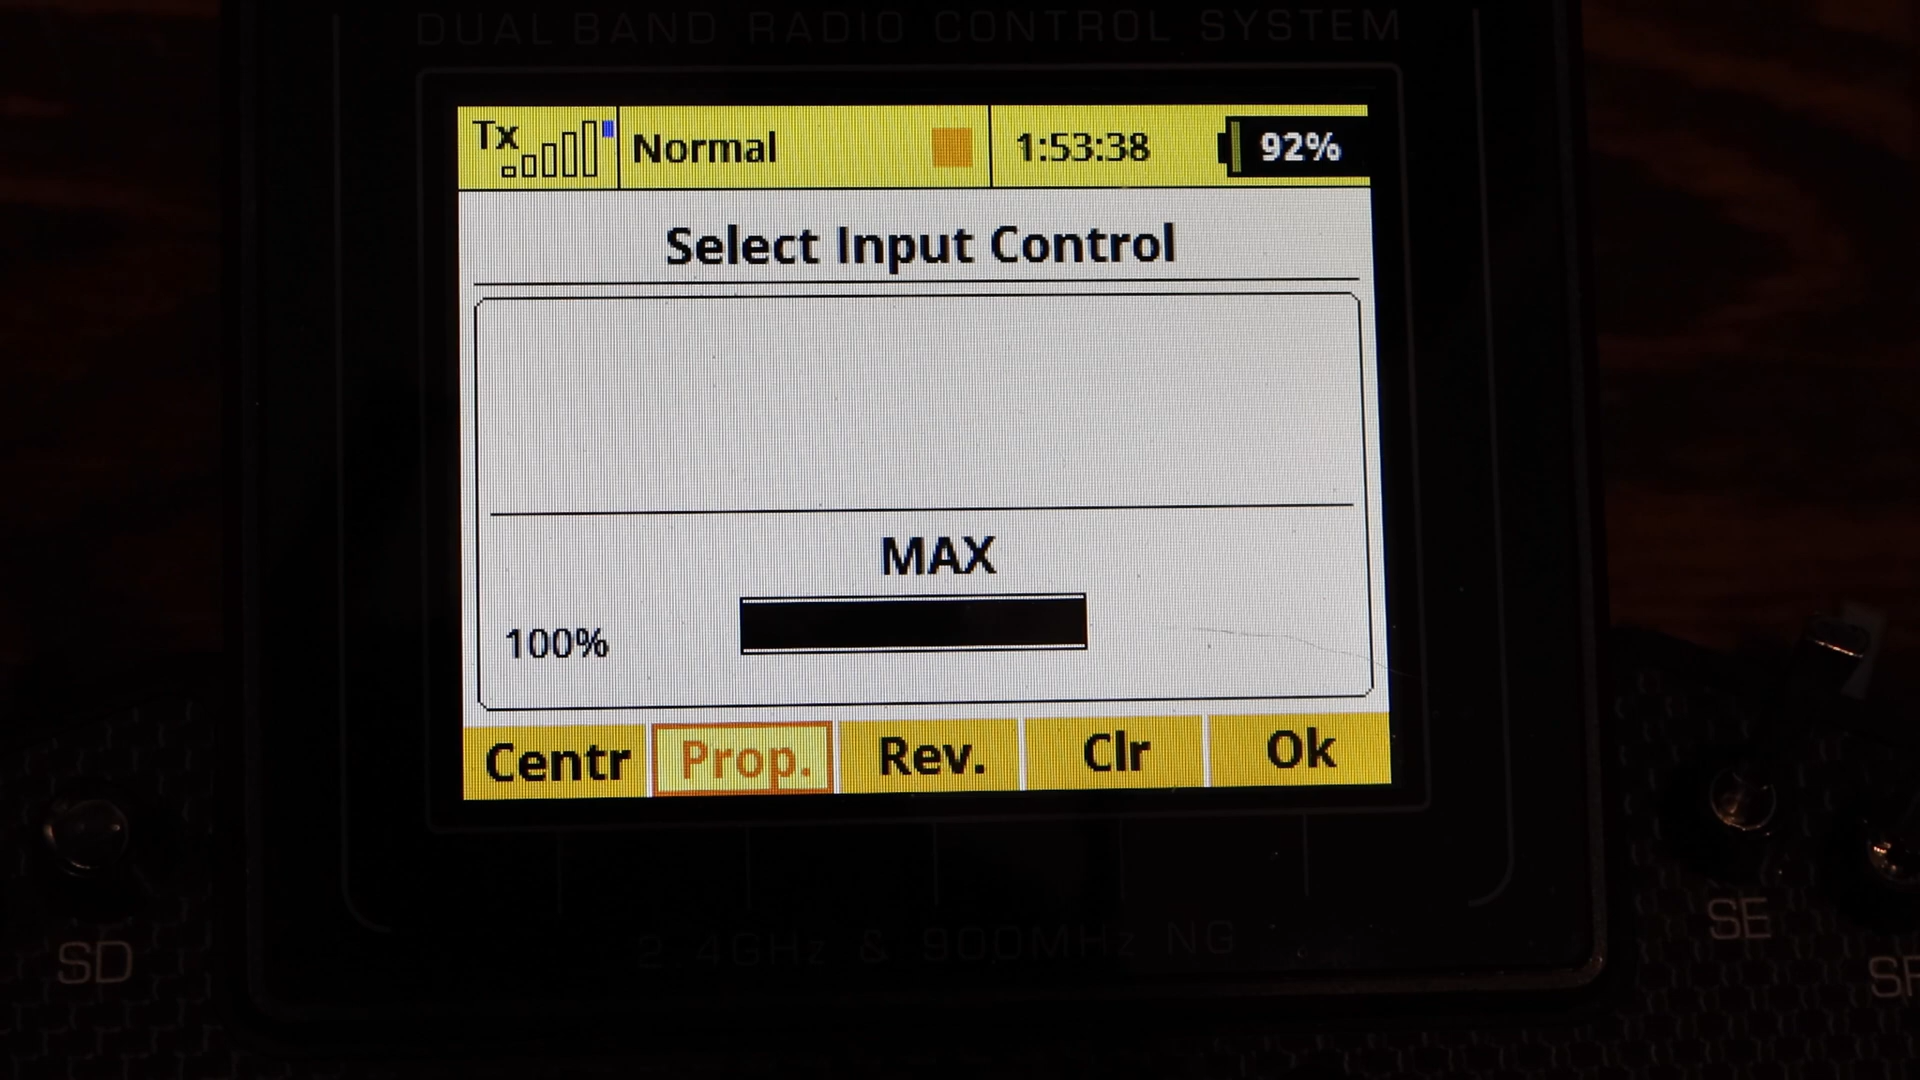 DUAL BAND RADIO CONTROL SYSTEM
Tx Normal 1:53:38 92%
Select Input Control
MAX
100%
Centr Prop. Rev. Clr Ok
2.4GHz & 900MHz NG
SD
SE